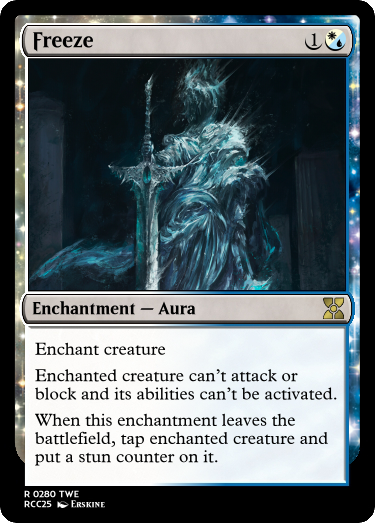 Freeze
1
Enchantment — Aura
Enchant creature
Enchanted creature can't attack or
block and its abilities can't be activated.
When this enchantment leaves the
battlefield, tap enchanted creature and
put a stun counter on it.
R 0280 TWE
RCC25 Erskine